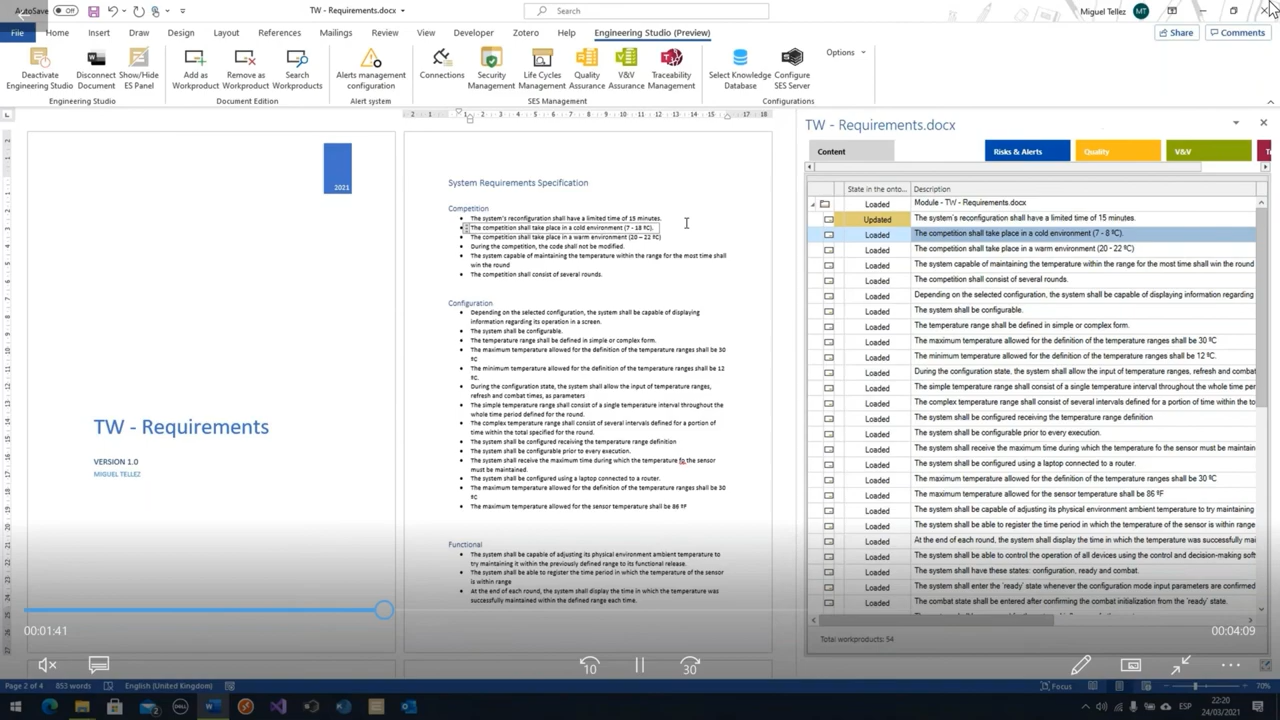 AutoSave Off
TW - Requirements.docx
Search
Miguel Tellez
MT
File Home Insert Draw Design Layout References Mailings Review View Developer Zotero Help Engineering Studio (Preview)
Share Comments
Deactivate Engineering Studio
Disconnect Document
Show/Hide ES Panel
Add as Workproduct
Remove as Workproduct
Search Workproducts
Alerts management configuration
Connections
Security Management
Life Cycles Management
Quality Assurance
V&V Assurance
Traceability Management
Select Knowledge Database
Configure SES Server
Options
Engineering Studio
Document Edition
Alert system
SES Management
Configurations
2021
TW - Requirements
VERSION 1.0
MIGUEL TELLEZ
System Requirements Specification
Competition
The system's reconfiguration shall have a limited time of 15 minutes.
The competition shall take place in a cold environment (7 - 18 ºC).
The competition shall take place in a warm environment (20 – 22 ºC)
During the competition, the code shall not be modified.
The system capable of maintaining the temperature within the range for the most time shall
win the round
The competition shall consist of several rounds.
Configuration
Depending on the selected configuration, the system shall be capable of displaying
information regarding its operation in a screen.
The system shall be configurable.
The temperature range shall be defined in simple or complex form.
The maximum temperature allowed for the definition of the temperature ranges shall be 30
ºC
The minimum temperature allowed for the definition of the temperature ranges shall be 12
ºC.
During the configuration state, the system shall allow the input of temperature ranges,
refresh and combat times, as parameters
The simple temperature range shall consist of a single temperature interval throughout the
whole time period defined for the round.
The complex temperature range shall consist of several intervals defined for a portion of
time within the total specified for the round.
The system shall be configured receiving the temperature range definition
The system shall be configurable prior to every execution.
The system shall receive the maximum time during which the temperature fo the sensor
must be maintained.
The system shall be configured using a laptop connected to a router.
The maximum temperature allowed for the definition of the temperature ranges shall be 30
ºC
The maximum temperature allowed for the sensor temperature shall be 86 ºF
Functional
The system shall be capable of adjusting its physical environment ambient temperature to
try maintaining it within the previously defined range to its functional release.
The system shall be able to register the time period in which the temperature of the sensor
is within range
At the end of each round, the system shall display the time in which the temperature was
successfully maintained within the defined range each time.
TW - Requirements.docx
Content Risks & Alerts Quality V&V
State in the onto... Description
Loaded Module - TW - Requirements.docx
Updated The system's reconfiguration shall have a limited time of 15 minutes.
Loaded The competition shall take place in a cold environment (7 - 8 ºC).
Loaded The competition shall take place in a warm environment (20 - 22 ºC)
Loaded The system capable of maintaining the temperature within the range for the most time shall win the round
Loaded The competition shall consist of several rounds.
Loaded Depending on the selected configuration, the system shall be capable of displaying information regarding
Loaded The system shall be configurable.
Loaded The temperature range shall be defined in simple or complex form.
Loaded The maximum temperature allowed for the definition of the temperature ranges shall be 30 ºC
Loaded The minimum temperature allowed for the definition of the temperature ranges shall be 12 ºC.
Loaded During the configuration state, the system shall allow the input of temperature ranges, refresh and combat
Loaded The simple temperature range shall consist of a single temperature interval throughout the whole time per
Loaded The complex temperature range shall consist of several intervals defined for a portion of time within the to
Loaded The system shall be configured receiving the temperature range definition
Loaded The system shall be configurable prior to every execution.
Loaded The system shall receive the maximum time during which the temperature fo the sensor must be maintaine
Loaded The system shall be configured using a laptop connected to a router.
Loaded The maximum temperature allowed for the definition of the temperature ranges shall be 30 ºC
Loaded The maximum temperature allowed for the sensor temperature shall be 86 ºF
Loaded The system shall be capable of adjusting its physical environment ambient temperature to try maintaining
Loaded The system shall be able to register the time period in which the temperature of the sensor is within range
Loaded At the end of each round, the system shall display the time in which the temperature was successfully mai
Loaded The system shall be able to control the operation of all devices using the control and decision-making soft
Loaded The system shall have these states: configuration, ready and combat.
Loaded The system shall enter the 'ready' state whenever the configuration mode input parameters are confirmed
Loaded The combat state shall be entered after confirming the combat initialization from the 'ready' state.
Total workproducts: 54
00:01:41
00:04:09
10
30
Page 2 of 4 853 words English (United Kingdom)
Focus
70%
ESP
22:20
24/03/2021